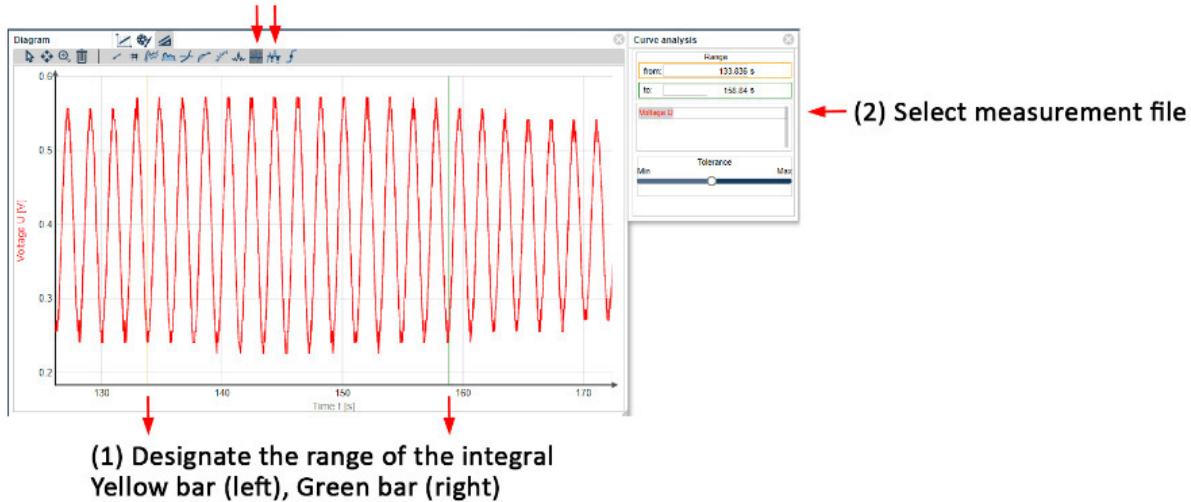 Diagram
Curve analysis
Range
from: 133.836 s
to: 158.84 s
Voltage U
Tolerance
Min Max
(2) Select measurement file
0.6
0.5
0.4
0.3
0.2
Voltage U [V]
130 140 150 160 170
Time t [s]
(1) Designate the range of the integral
Yellow bar (left), Green bar (right)